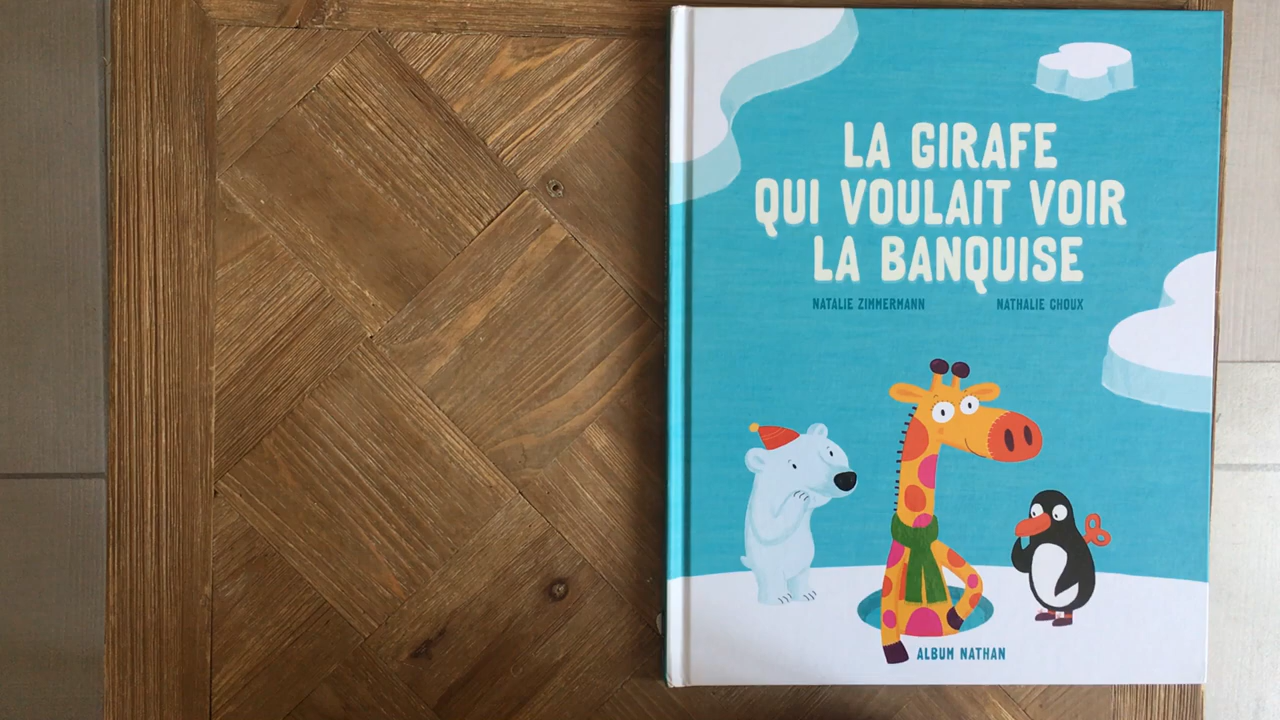 LA GIRAFE
QUI VOULAIT VOIR
LA BANQUISE
NATALIE ZIMMERMANN NATHALIE CHOUX
ALBUM NATHAN